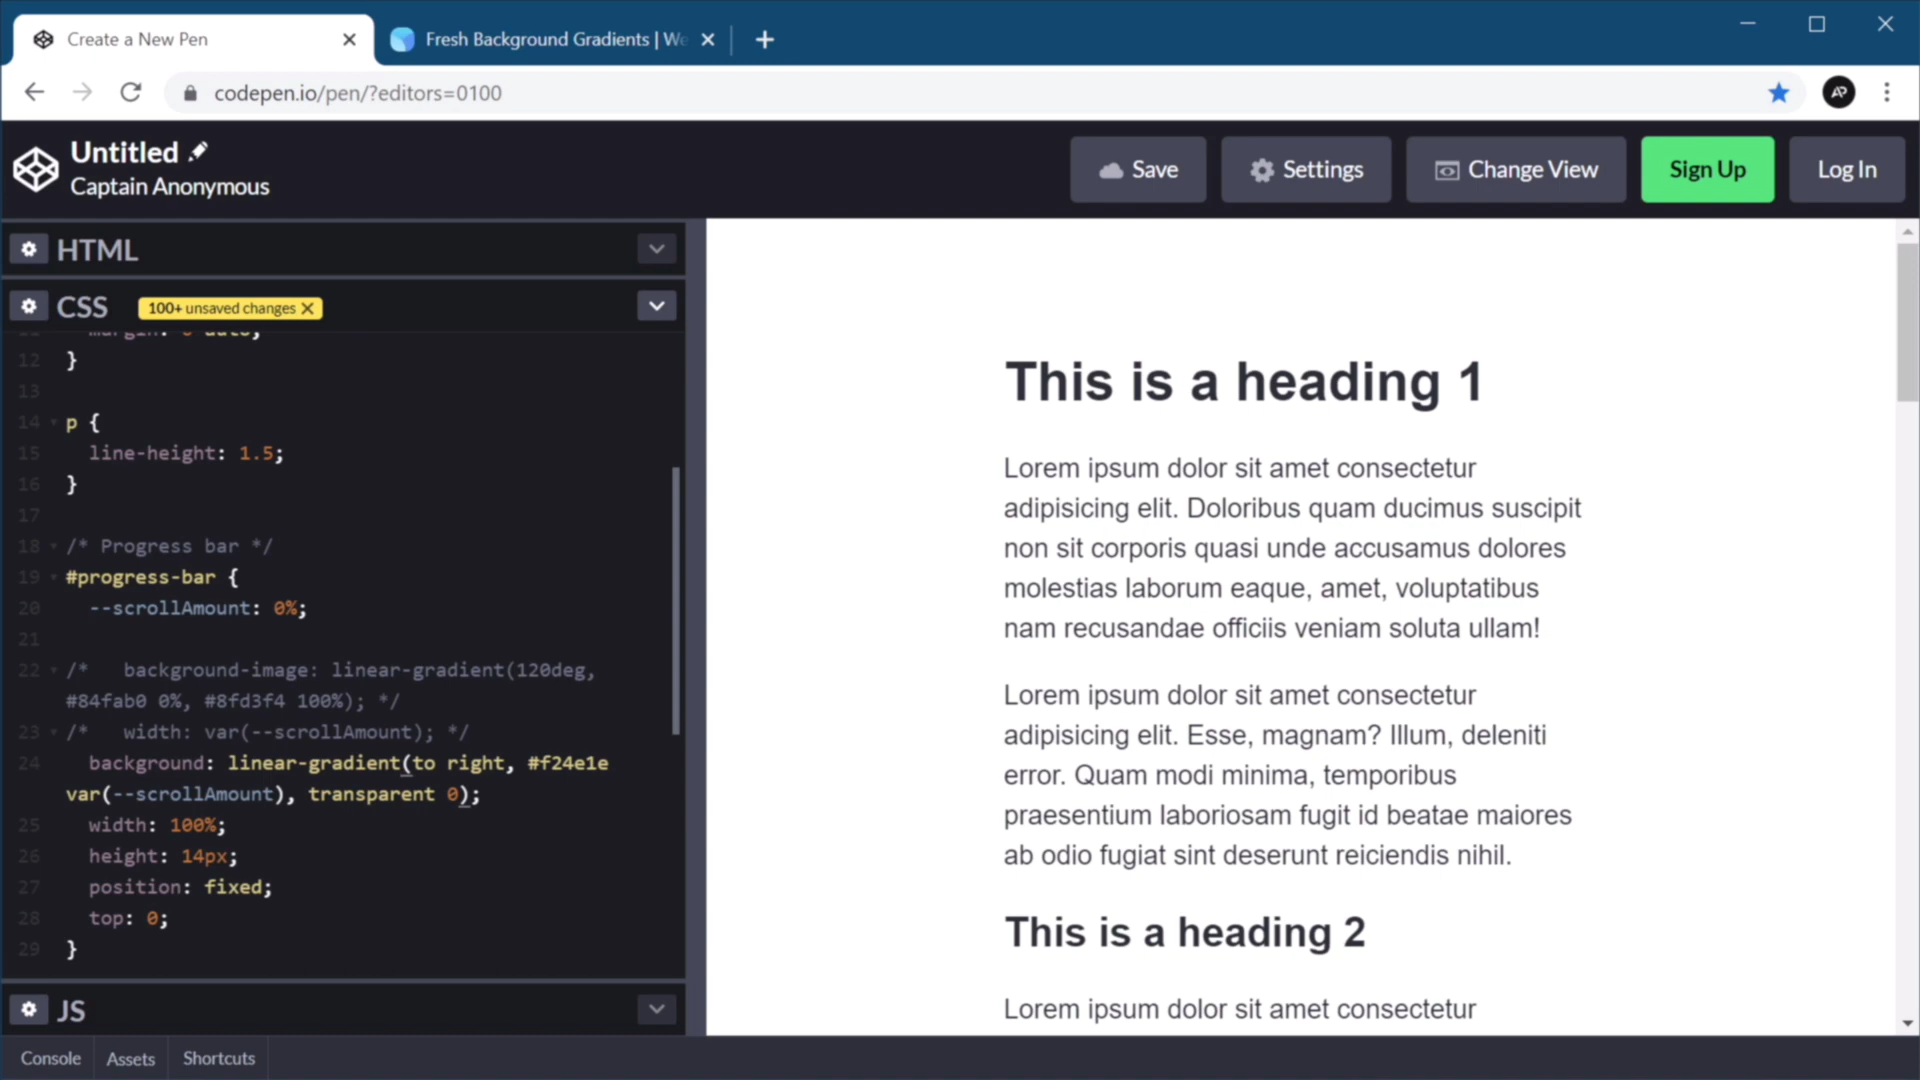 Create a New Pen
Fresh Background Gradients | We
codepen.io/pen/?editors=0100
AP
Untitled
Captain Anonymous
Save
Settings
Change View
Sign Up
Log In
HTML
CSS
100+ unsaved changes
12 }
13
14 p {
15 line-height: 1.5;
16 }
17
18 /* Progress bar */
19 #progress-bar {
20 --scrollAmount: 0%;
21
22 /* background-image: linear-gradient(120deg,
#84fab0 0%, #8fd3f4 100%); */
23 /* width: var(--scrollAmount); */
24 background: linear-gradient(to right, #f24e1e
var(--scrollAmount), transparent 0);
25 width: 100%;
26 height: 14px;
27 position: fixed;
28 top: 0;
29 }
JS
Console
Assets
Shortcuts
This is a heading 1
Lorem ipsum dolor sit amet consectetur
adipisicing elit. Doloribus quam ducimus suscipit
non sit corporis quasi unde accusamus dolores
molestias laborum eaque, amet, voluptatibus
nam recusandae officiis veniam soluta ullam!
Lorem ipsum dolor sit amet consectetur
adipisicing elit. Esse, magnam? Illum, deleniti
error. Quam modi minima, temporibus
praesentium laboriosam fugit id beatae maiores
ab odio fugiat sint deserunt reiciendis nihil.
This is a heading 2
Lorem ipsum dolor sit amet consectetur